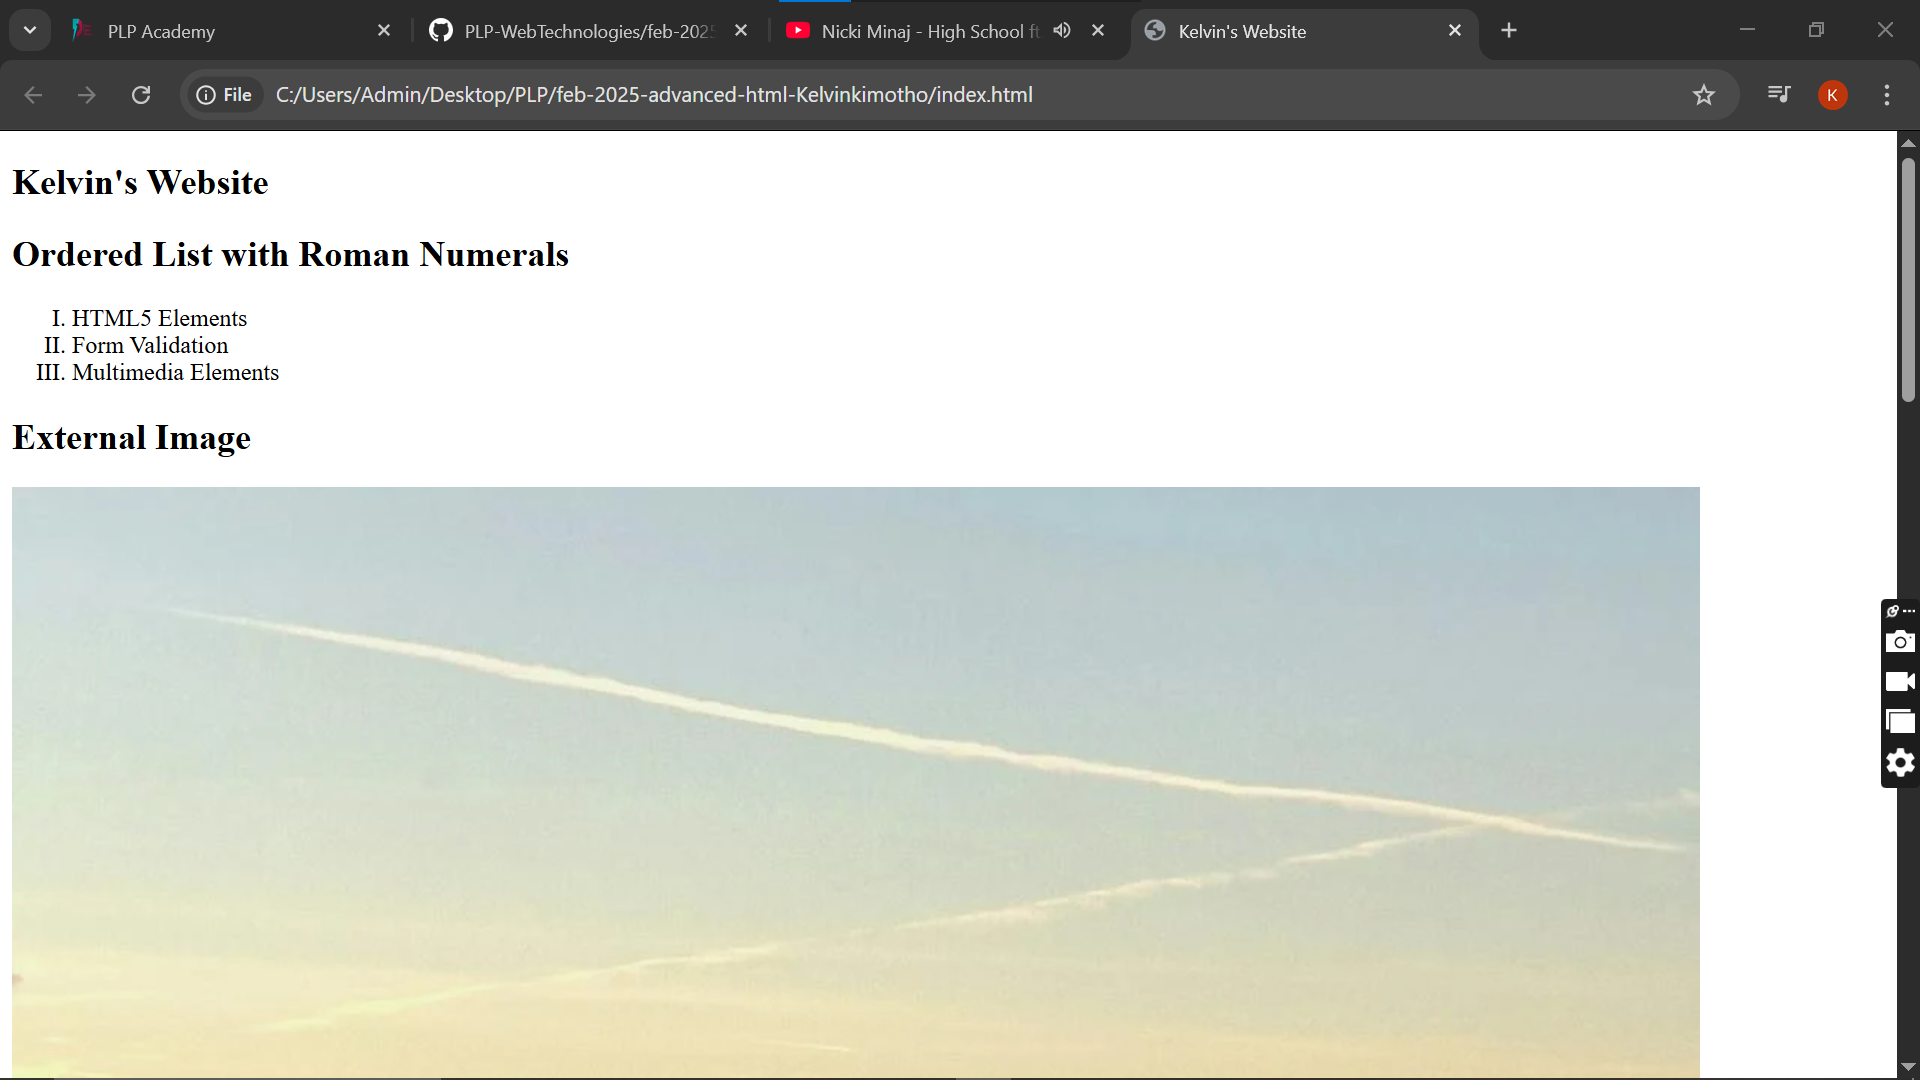 PLP Academy
PLP-WebTechnologies/feb-2025
Nicki Minaj - High School ft.
Kelvin's Website
File
C:/Users/Admin/Desktop/PLP/feb-2025-advanced-html-Kelvinkimotho/index.html
K
Kelvin's Website
Ordered List with Roman Numerals
I. HTML5 Elements
II. Form Validation
III. Multimedia Elements
External Image